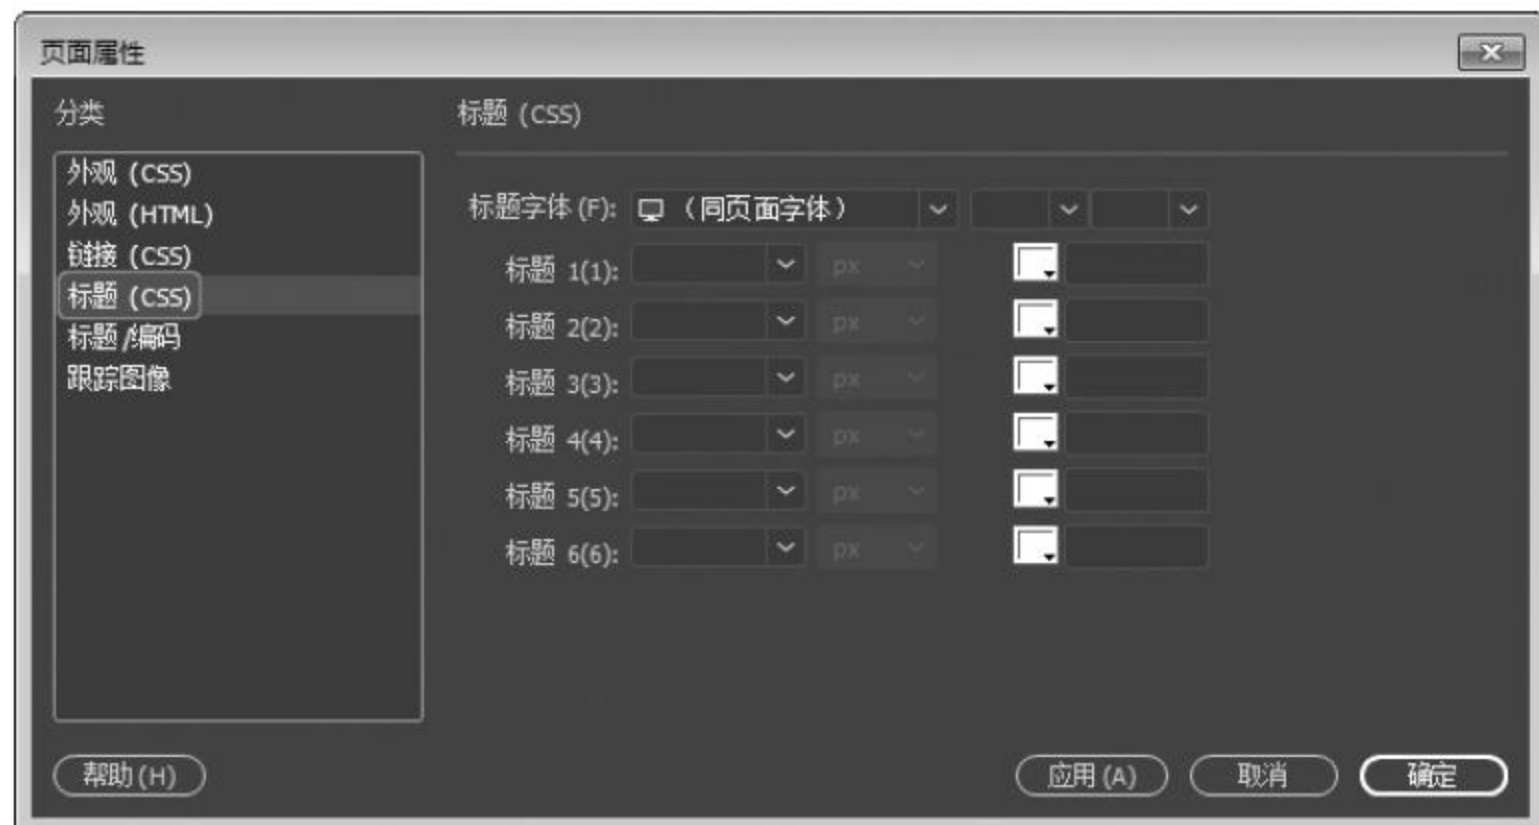 页面属性
分类
外观 (CSS)
外观 (HTML)
链接 (CSS)
标题 (CSS)
标题/编码
跟踪图像
标题 (CSS)
标题字体(F): （同页面字体）
标题 1(1): px
标题 2(2): px
标题 3(3): px
标题 4(4): px
标题 5(5): px
标题 6(6): px
帮助(H) 应用(A) 取消 确定